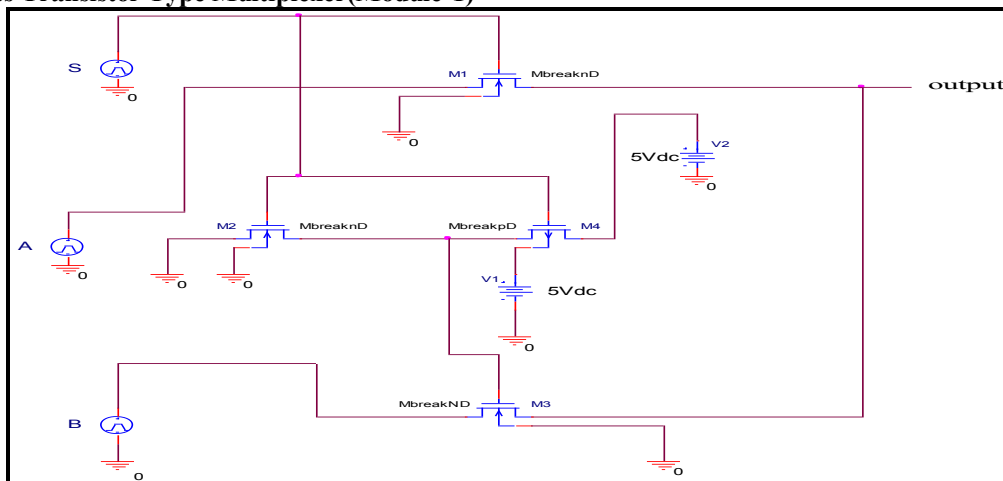 Transistor Type Multiplexer(Module-1)
S
0
M1
MbreaknD
output
0
V2
5Vdc
0
M2
MbreaknD
MbreakpD
M4
A
0
0
0
V1
5Vdc
0
MbreakND
M3
B
0
0